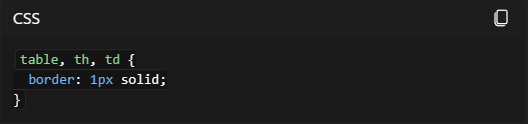 CSS
table, th, td {
  border: 1px solid;
}